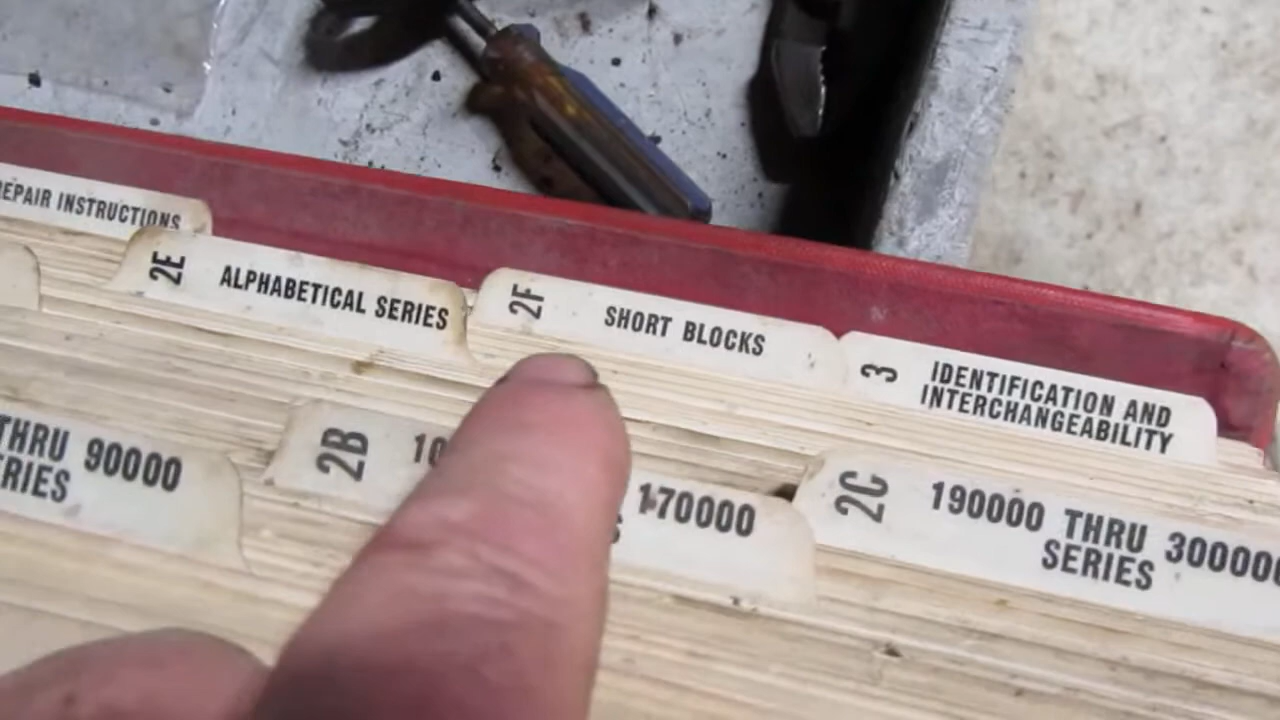 REPAIR INSTRUCTIONS
2E ALPHABETICAL SERIES
2F SHORT BLOCKS
3 IDENTIFICATION AND
INTERCHANGEABILITY
THRU 90000
2B
170000
2C 190000 THRU 300000
SERIES